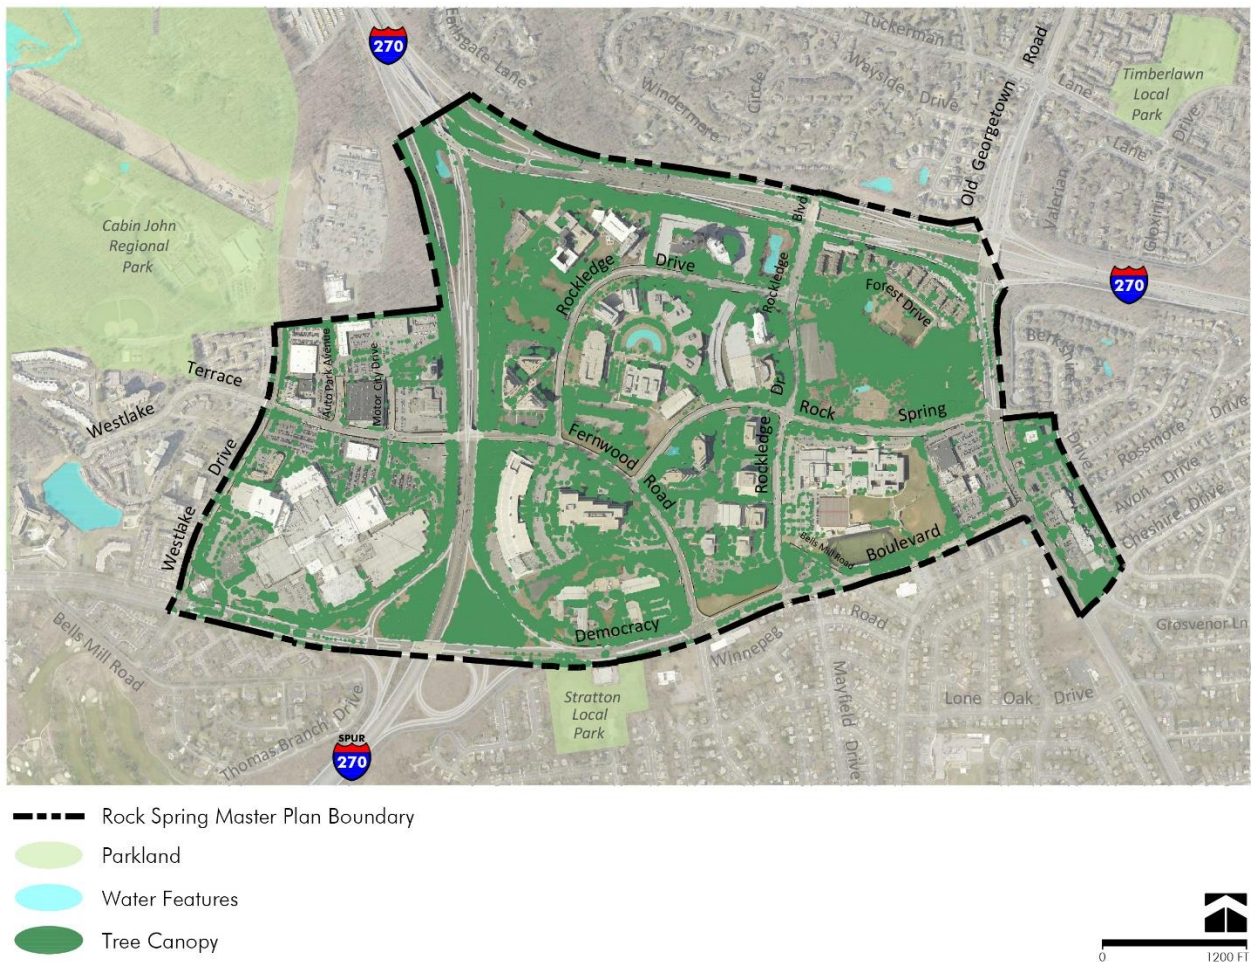 270
Eardsgate Lane
Tuckerman
Lane
Road
Wayside Drive
Windermere
Circle
Timberlawn
Local
Park
Drive
Lane
Old Georgetown
Valerian
Gloxinia
Cabin John
Regional
Park
Blvd
Rockledge
Drive
Rockledge
Forest Drive
270
Terrace
Westlake
Auto Park Avenue
Motor City Drive
Dr
Rock
Spring
Drive
Rossmore
Drive
Avon Drive
Cheshire Drive
Westlake
Drive
Fernwood
Road
Rockledge
Bells Mill Road
Boulevard
Democracy
Bells Mill Road
Winnepeg
Road
Grosvenor Ln
Mayfield Drive
Lone Oak Drive
Stratton
Local
Park
Thomas Branch Drive
SPUR
270
Rock Spring Master Plan Boundary
Parkland
Water Features
Tree Canopy
0 1200 FT